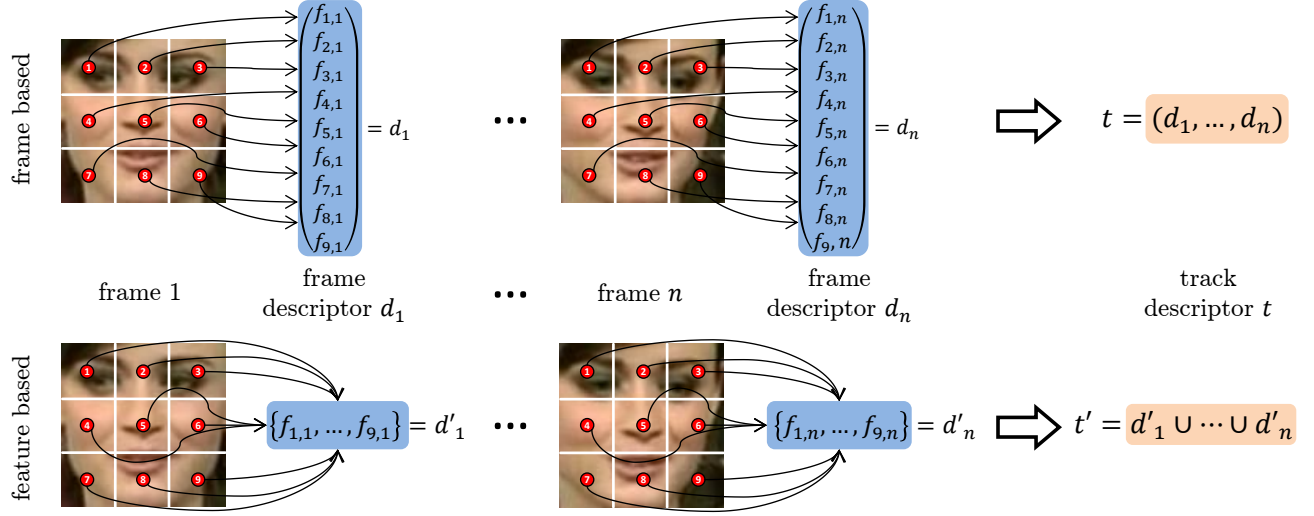 frame based
1 2 3
4 5 6
7 8 9
f1,1
f2,1
f3,1
f4,1
f5,1
f6,1
f7,1
f8,1
f9,1
= d1
...
1 2 3
4 5 6
7 8 9
f1,n
f2,n
f3,n
f4,n
f5,n
f6,n
f7,n
f8,n
f9,n
= dn
t = (d1, ..., dn)
frame 1
frame
descriptor d1
...
frame n
frame
descriptor dn
track
descriptor t
feature based
1 2 3
4 5 6
7 8 9
{f1,1, ..., f9,1} = d'1
...
1 2 3
4 5 6
7 8 9
{f1,n, ..., f9,n} = d'n
t' = d'1 ∪ ⋯ ∪ d'n